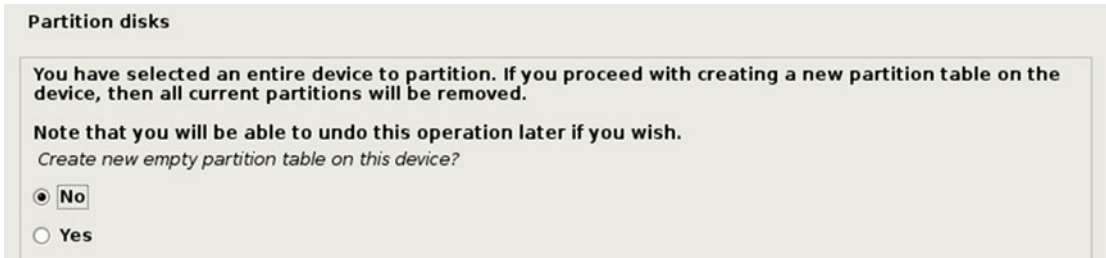 Partition disks
You have selected an entire device to partition. If you proceed with creating a new partition table on the
device, then all current partitions will be removed.
Note that you will be able to undo this operation later if you wish.
Create new empty partition table on this device?
No
Yes